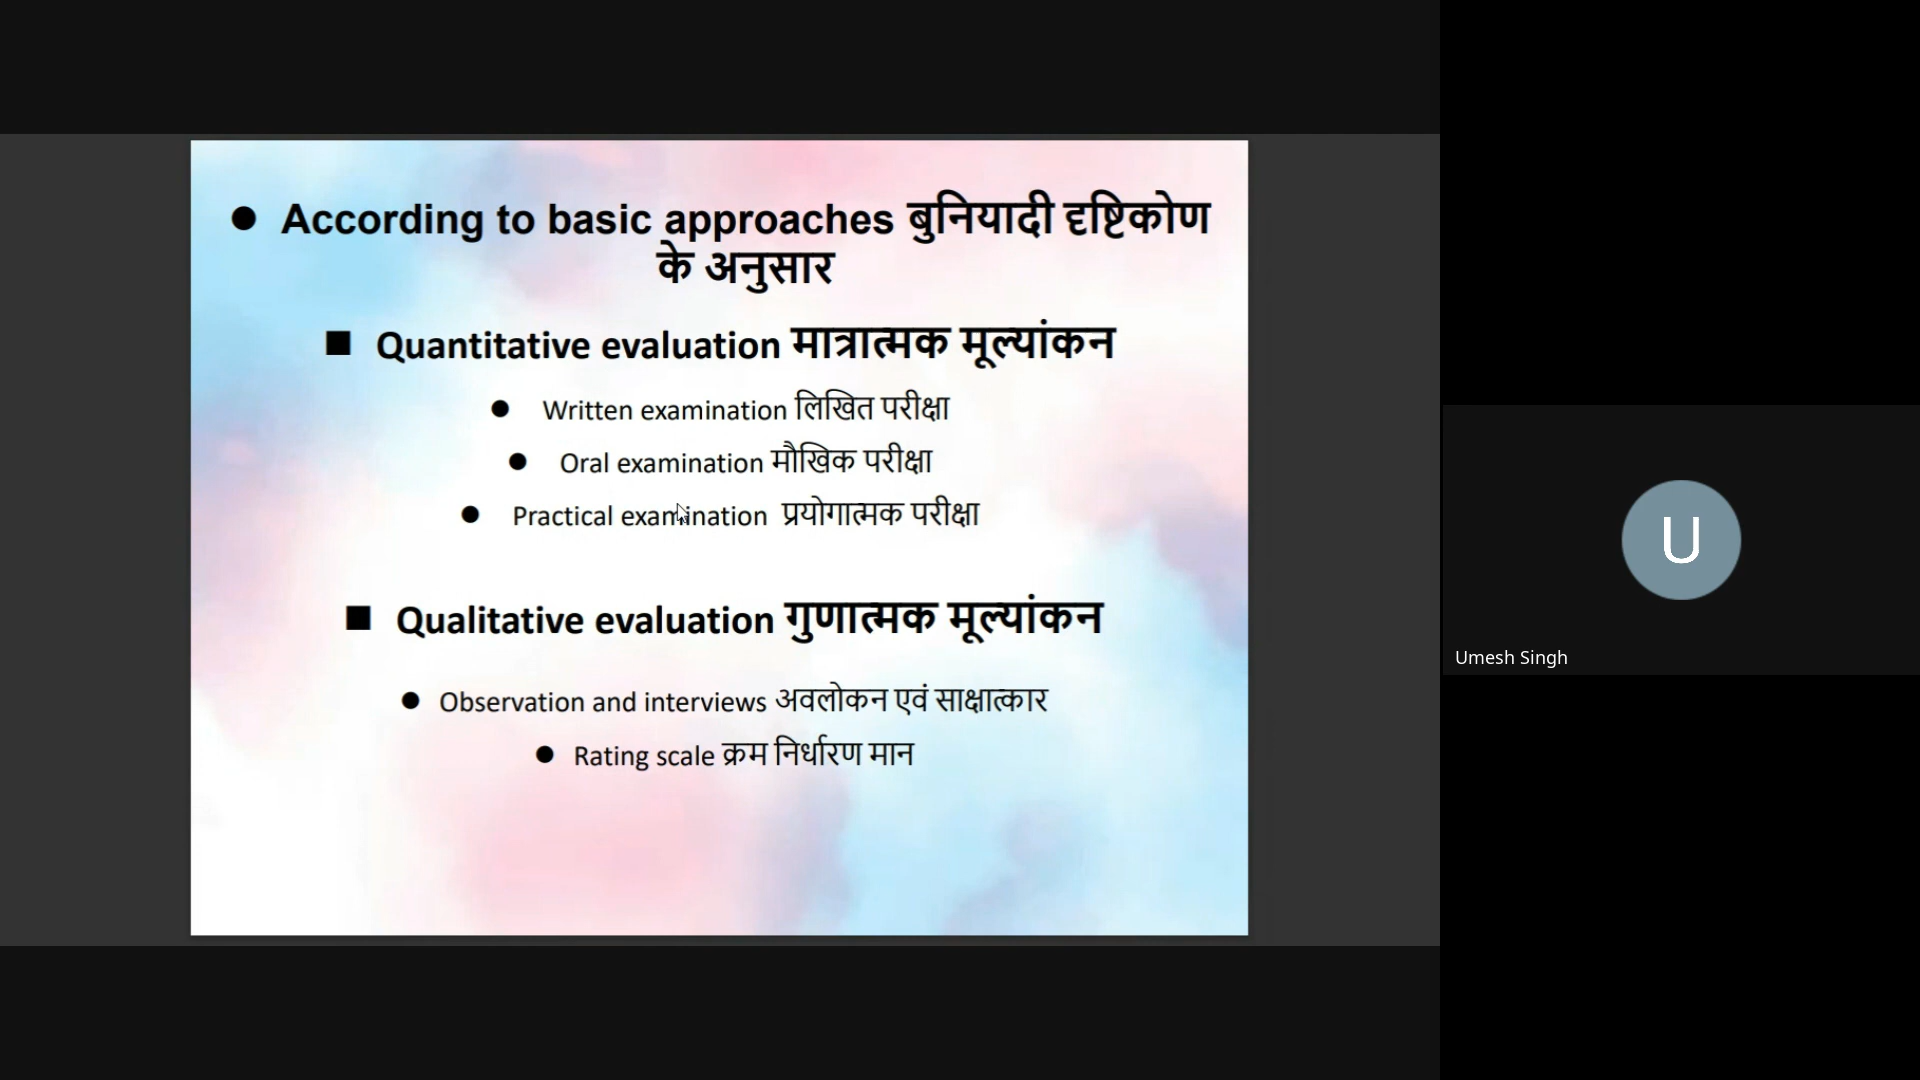 ● According to basic approaches बुनियादी दृष्टिकोण
के अनुसार
■ Quantitative evaluation मात्रात्मक मूल्यांकन
● Written examination लिखित परीक्षा
● Oral examination मौखिक परीक्षा
● Practical examination प्रयोगात्मक परीक्षा
■ Qualitative evaluation गुणात्मक मूल्यांकन
● Observation and interviews अवलोकन एवं साक्षात्कार
● Rating scale क्रम निर्धारण मान
U
Umesh Singh